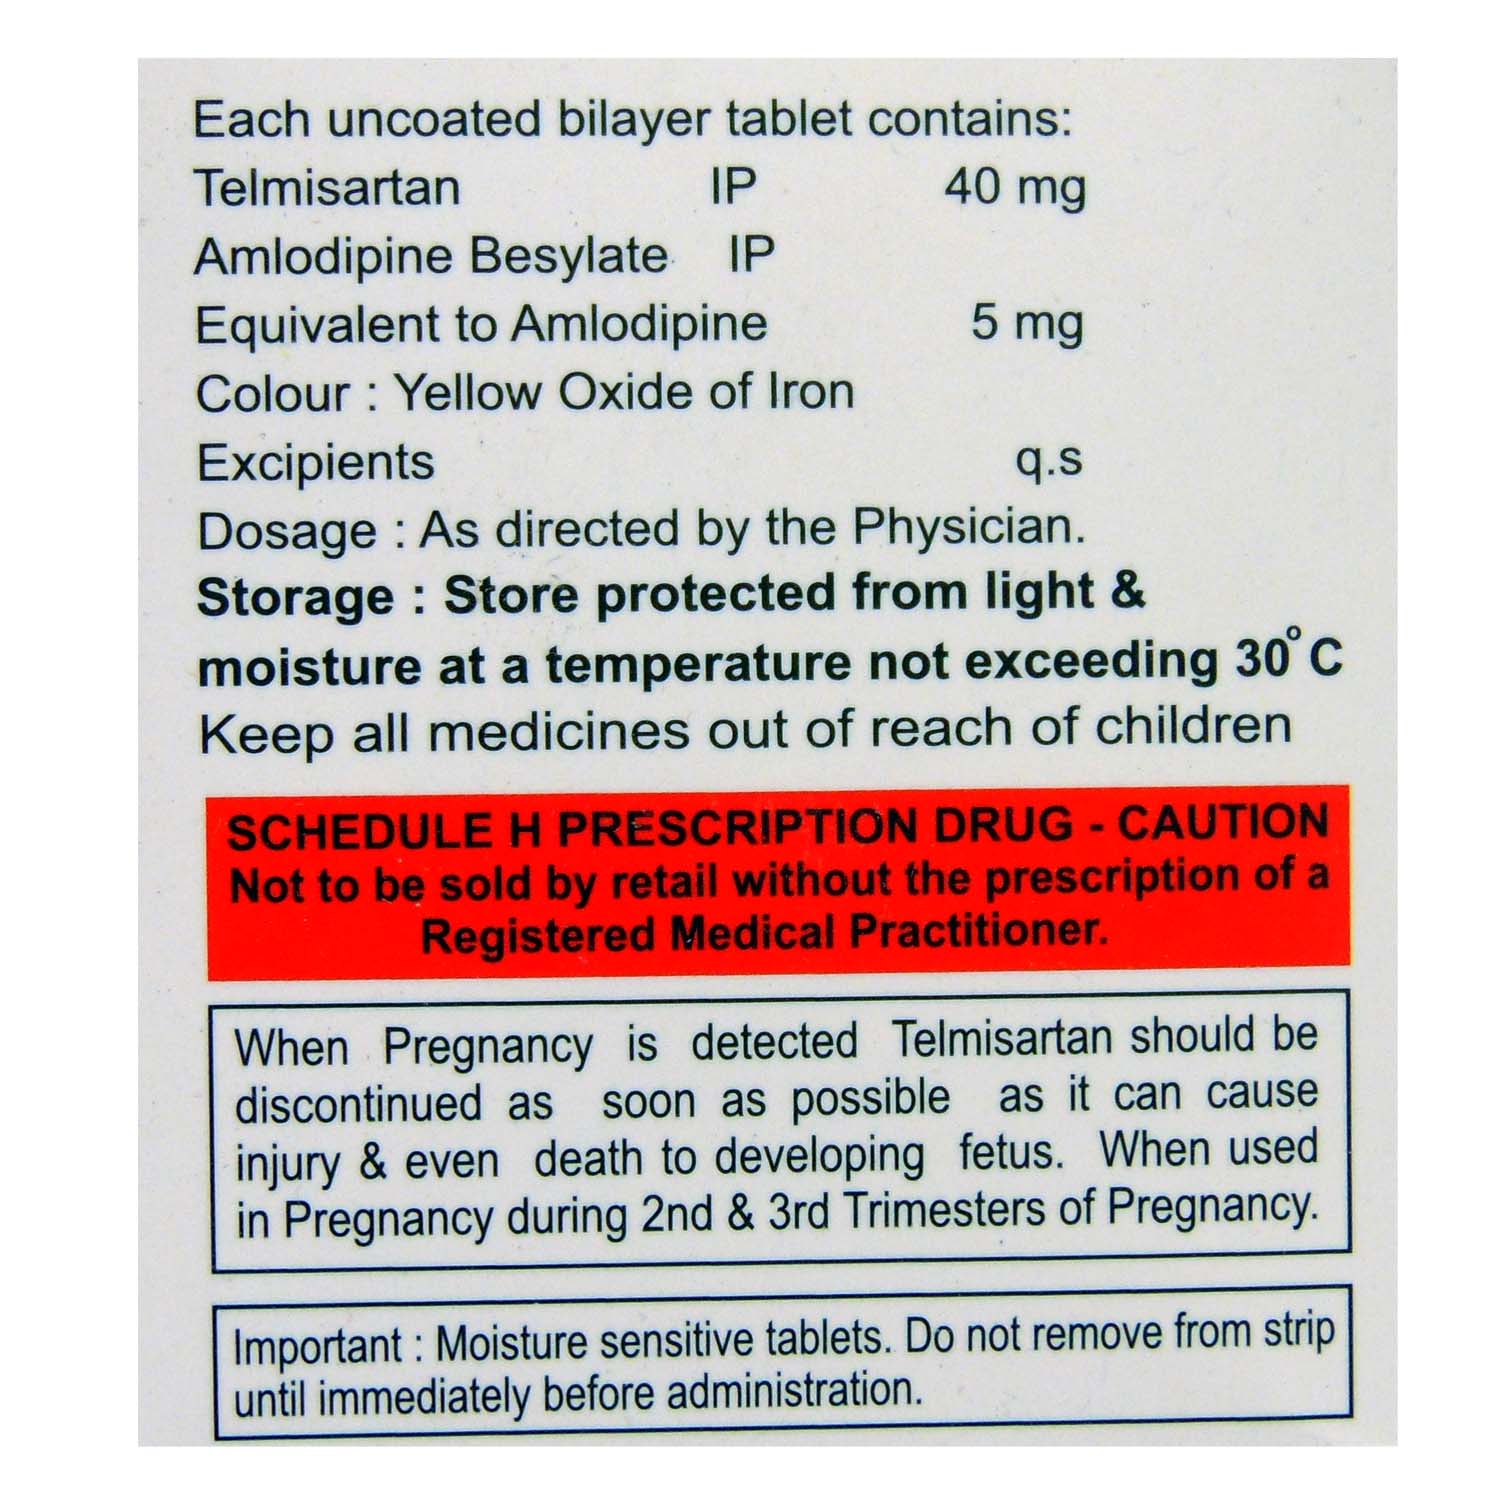 Each uncoated bilayer tablet contains:
Telmisartan IP 40 mg
Amlodipine Besylate IP
Equivalent to Amlodipine 5 mg
Colour : Yellow Oxide of Iron
Excipients q.s
Dosage : As directed by the Physician.
Storage : Store protected from light &
moisture at a temperature not exceeding 30°C
Keep all medicines out of reach of children
SCHEDULE H PRESCRIPTION DRUG - CAUTION
Not to be sold by retail without the prescription of a
Registered Medical Practitioner.
When Pregnancy is detected Telmisartan should be
discontinued as soon as possible as it can cause
injury & even death to developing fetus. When used
in Pregnancy during 2nd & 3rd Trimesters of Pregnancy.
Important : Moisture sensitive tablets. Do not remove from strip
until immediately before administration.